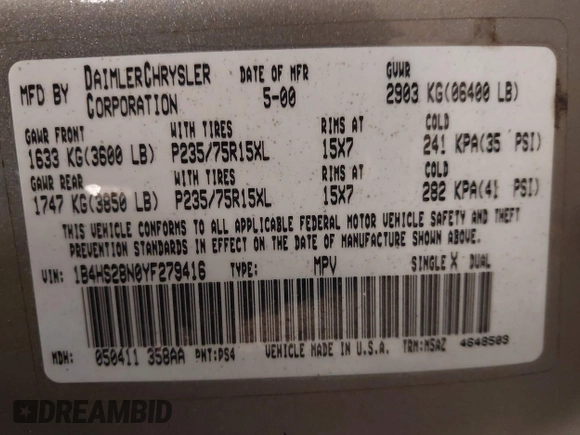 MFD BY DAIMLERCHRYSLER CORPORATION DATE OF MFR 5-00 GVWR 2903 KG(06400 LB)
GAWR FRONT WITH TIRES RIMS AT COLD
1633 KG(3600 LB) P235/75R15XL 15X7 241 KPA(35 PSI)
GAWR REAR WITH TIRES RIMS AT COLD
1747 KG(3850 LB) P235/75R15XL 15X7 282 KPA(41 PSI)
THIS VEHICLE CONFORMS TO ALL APPLICABLE FEDERAL MOTOR VEHICLE SAFETY AND THEFT
PREVENTION STANDARDS IN EFFECT ON THE DATE OF MANUFACTURE SHOWN ABOVE.
VIN: 1B4HS28N0YF279416 TYPE: MPV SINGLE X DUAL
MDH: 050411 358AA PNT:PS4 VEHICLE MADE IN U.S.A. TRM:MSAZ 4648503
DREAMBID